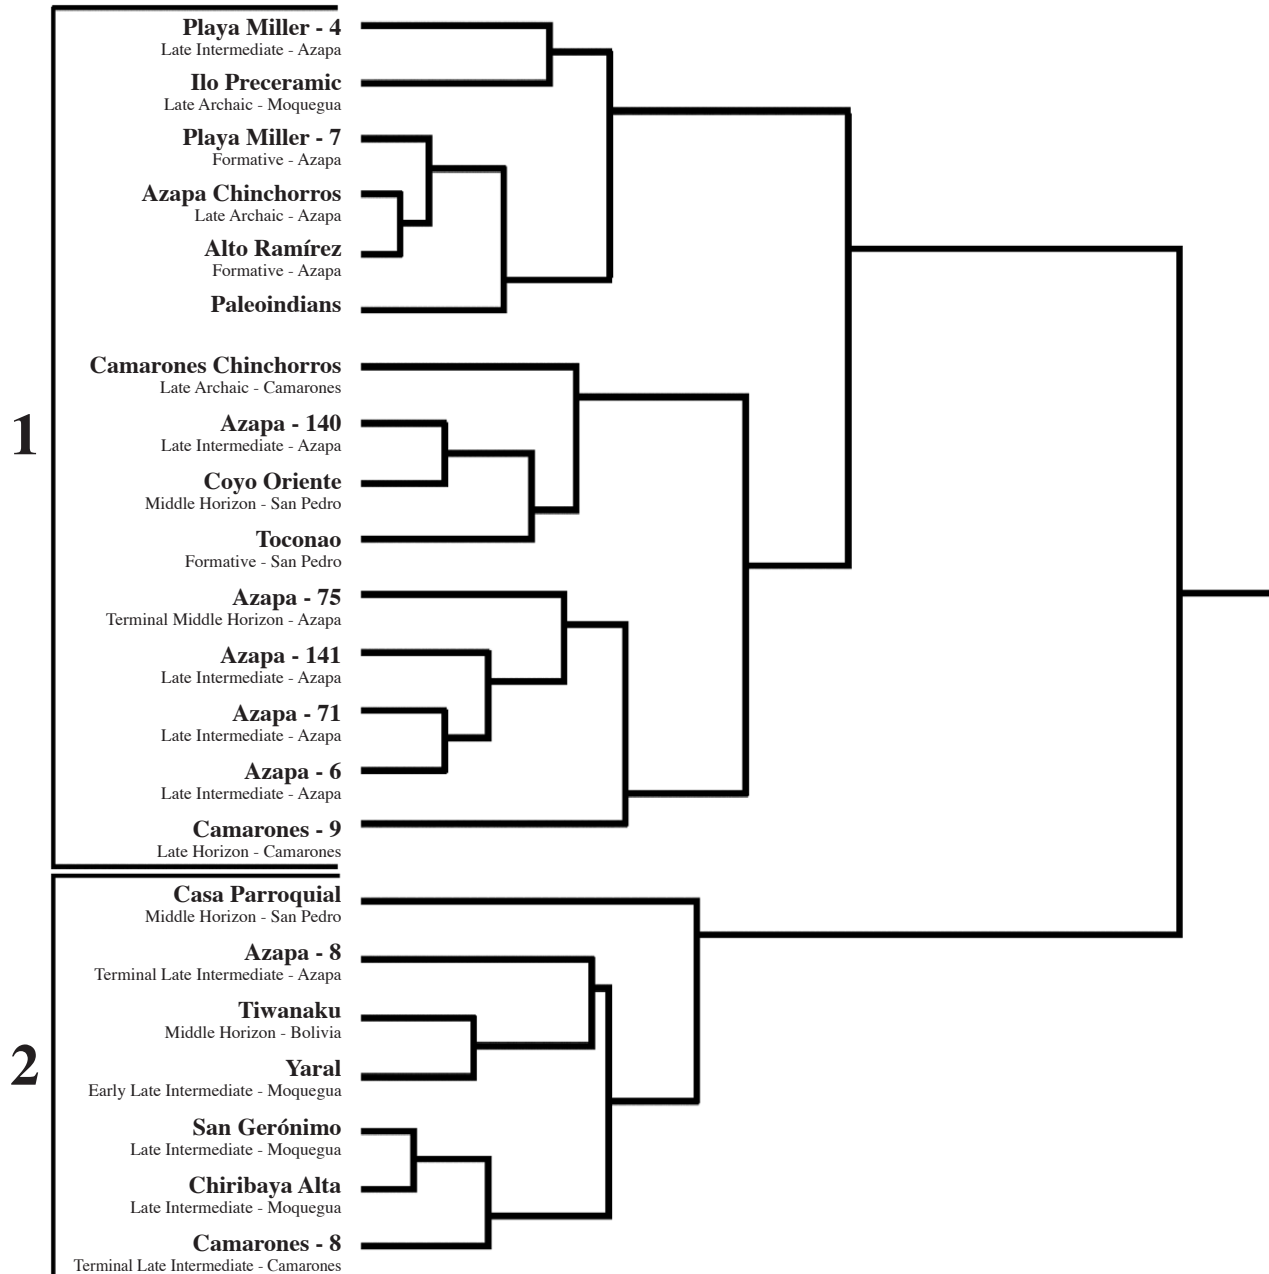 Playa Miller - 4
Late Intermediate - Azapa
Ilo Preceramic
Late Archaic - Moquegua
Playa Miller - 7
Formative - Azapa
Azapa Chinchorros
Late Archaic - Azapa
Alto Ramírez
Formative - Azapa
Paleoindians
Camarones Chinchorros
Late Archaic - Camarones
1
Azapa - 140
Late Intermediate - Azapa
Coyo Oriente
Middle Horizon - San Pedro
Toconao
Formative - San Pedro
Azapa - 75
Terminal Middle Horizon - Azapa
Azapa - 141
Late Intermediate - Azapa
Azapa - 71
Late Intermediate - Azapa
Azapa - 6
Late Intermediate - Azapa
Camarones - 9
Late Horizon - Camarones
Casa Parroquial
Middle Horizon - San Pedro
Azapa - 8
Terminal Late Intermediate - Azapa
Tiwanaku
Middle Horizon - Bolivia
2
Yaral
Early Late Intermediate - Moquegua
San Gerónimo
Late Intermediate - Moquegua
Chiribaya Alta
Late Intermediate - Moquegua
Camarones - 8
Terminal Late Intermediate - Camarones